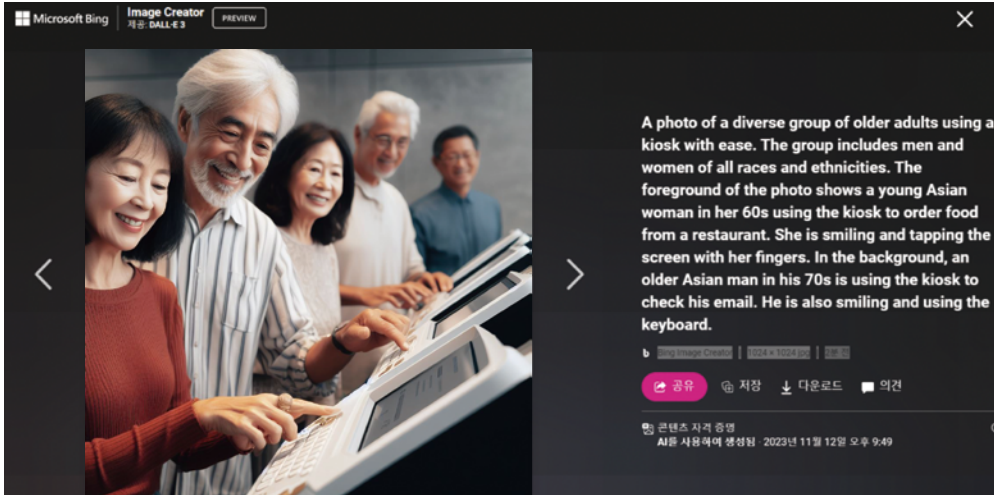 Microsoft Bing
Image Creator
제공: DALL·E 3
PREVIEW
A photo of a diverse group of older adults using a
kiosk with ease. The group includes men and
women of all races and ethnicities. The
foreground of the photo shows a young Asian
woman in her 60s using the kiosk to order food
from a restaurant. She is smiling and tapping the
screen with her fingers. In the background, an
older Asian man in his 70s is using the kiosk to
check his email. He is also smiling and using the
keyboard.
b Bing Image Creator | 1024 × 1024 jpg | 2분 전
공유 저장 다운로드 의견
콘텐츠 자격 증명
AI를 사용하여 생성됨 · 2023년 11월 12일 오후 9:49